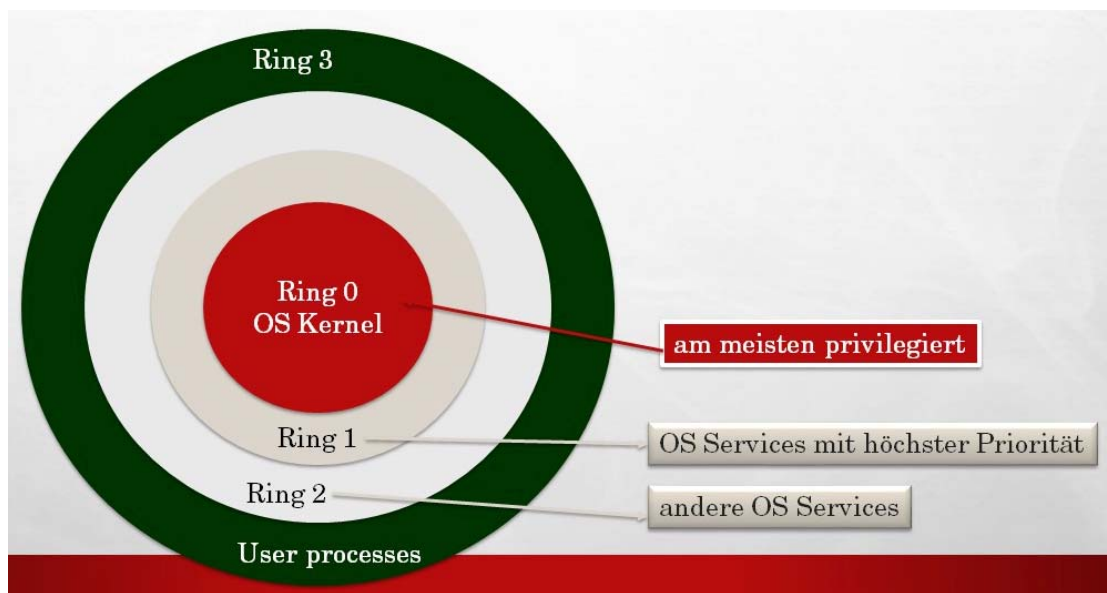 Ring 3
Ring 0
OS Kernel
am meisten privilegiert
Ring 1
OS Services mit höchster Priorität
Ring 2
andere OS Services
User processes